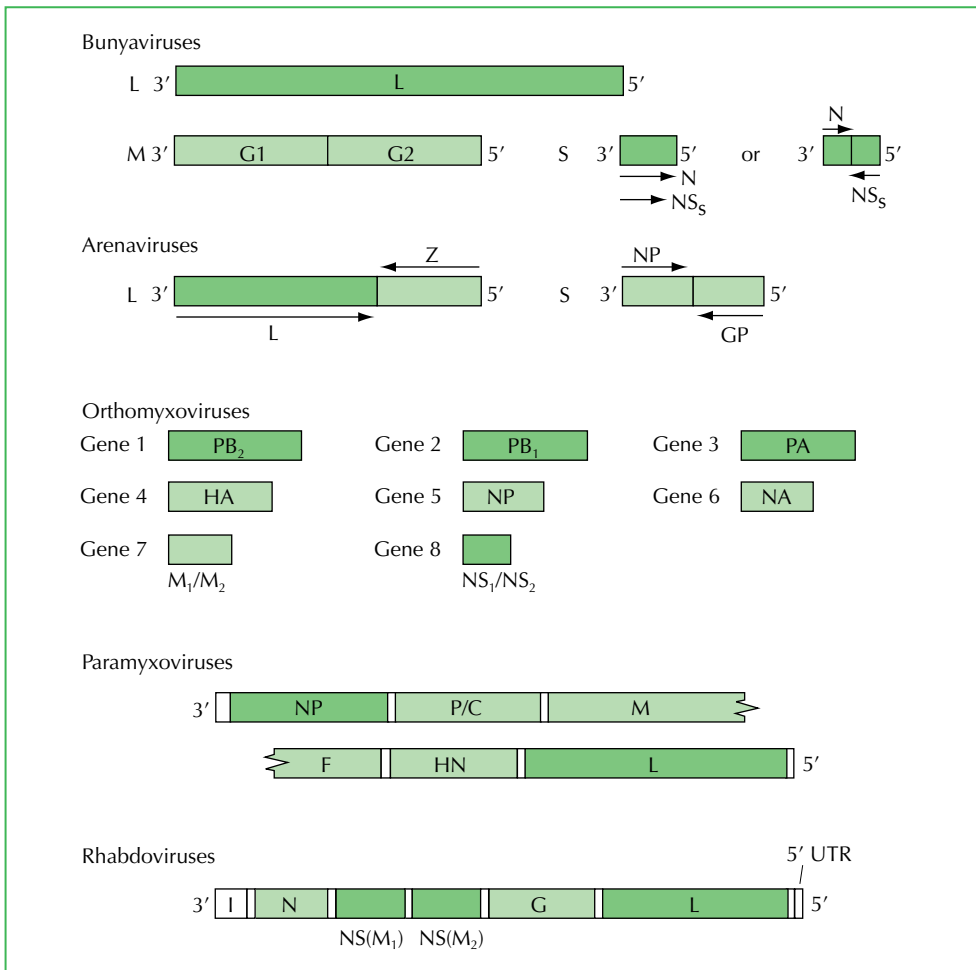 Bunyaviruses
L 3′ L 5′
M 3′ G1 G2 5′ S 3′ 5′ or 3′ 5′
N
NSₛ
N
NSₛ
Arenaviruses
L 3′ 5′ S 3′ 5′
Z
L
NP
GP
Orthomyxoviruses
Gene 1 PB₂ Gene 2 PB₁ Gene 3 PA
Gene 4 HA Gene 5 NP Gene 6 NA
Gene 7 Gene 8
M₁/M₂ NS₁/NS₂
Paramyxoviruses
3′ NP P/C M
F HN L 5′
Rhabdoviruses
5′ UTR
3′ I N G L 5′
NS(M₁) NS(M₂)